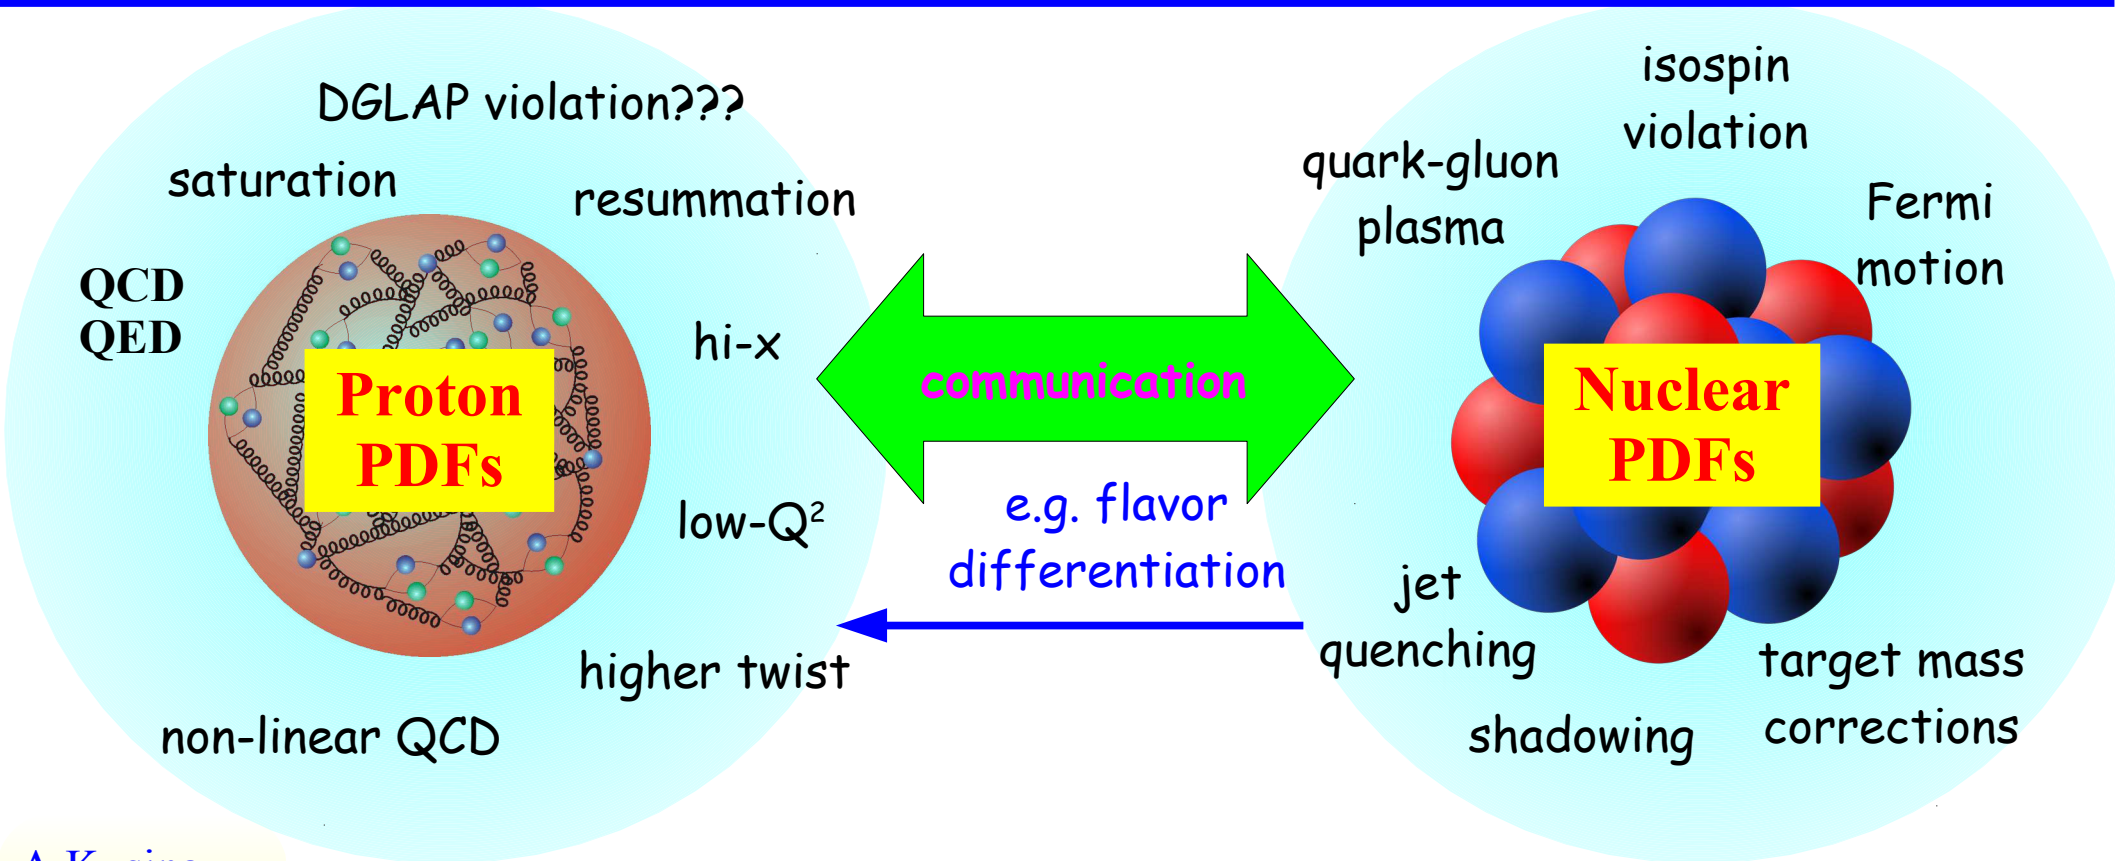 DGLAP violation???
saturation
resummation
QCD
QED
hi-x
Proton
PDFs
low-Q²
higher twist
non-linear QCD
communication
e.g. flavor
differentiation
isospin
violation
quark-gluon
plasma
Fermi
motion
Nuclear
PDFs
jet
quenching
target mass
corrections
shadowing